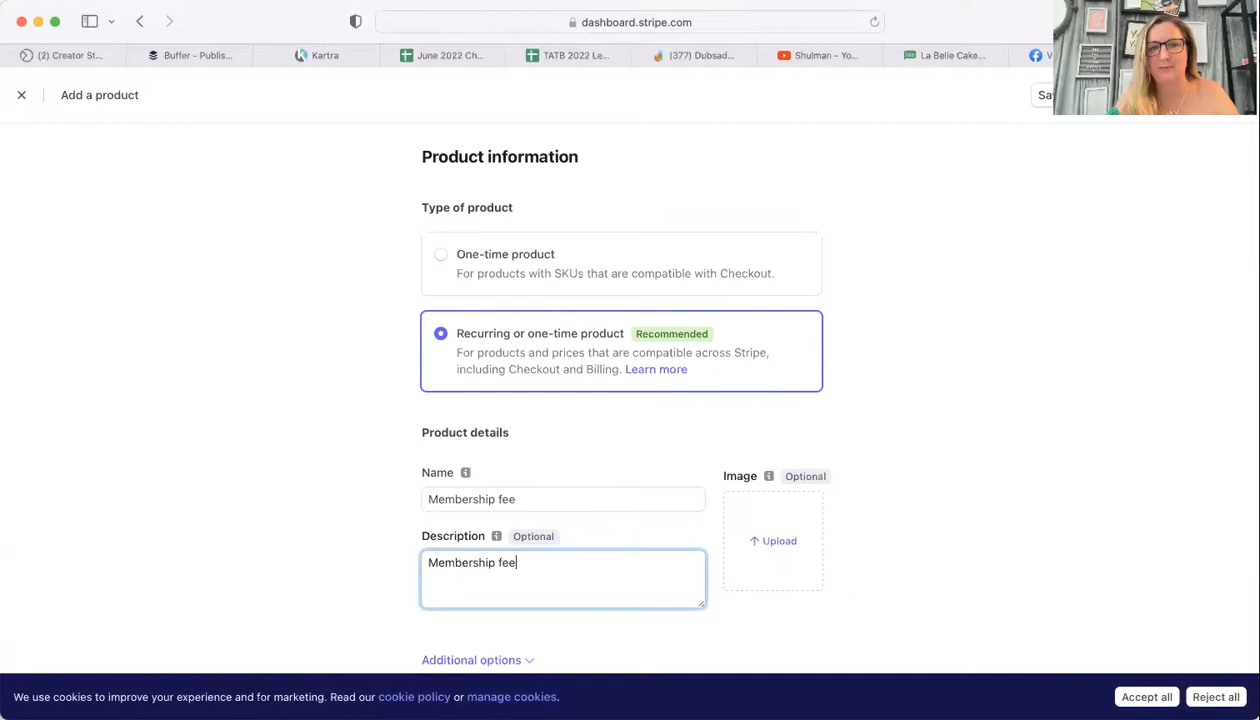 dashboard.stripe.com
(2) Creator St...
Buffer - Publis...
Kartra
June 2022 Ch...
TATB 2022 Le...
(377) Dubsad...
Shulman – Yo...
La Belle Cake...
Add a product
Product information
Type of product
One-time product
For products with SKUs that are compatible with Checkout.
Recurring or one-time product Recommended
For products and prices that are compatible across Stripe,
including Checkout and Billing. Learn more
Product details
Name
Membership fee
Image Optional
Upload
Description Optional
Membership fee
Additional options
We use cookies to improve your experience and for marketing. Read our cookie policy or manage cookies.
Accept all
Reject all